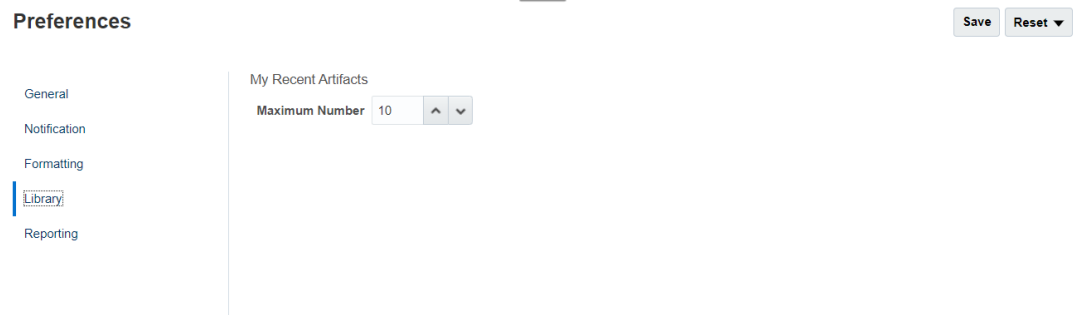 Preferences
Save
Reset
General
Notification
Formatting
Library
Reporting
My Recent Artifacts
Maximum Number 10